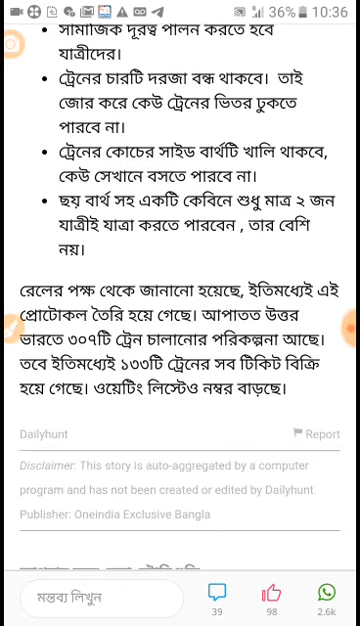 36% 10:36
সামাজিক দূরত্ব পালন করতে হবে
যাত্রীদের।
• ট্রেনের চারটি দরজা বন্ধ থাকবে। তাই
জোর করে কেউ ট্রেনের ভিতর ঢুকতে
পারবে না।
• ট্রেনের কোচের সাইড বার্থটি খালি থাকবে,
কেউ সেখানে বসতে পারবে না।
• ছয় বার্থ সহ একটি কেবিনে শুধু মাত্র ২ জন
যাত্রীই যাত্রা করতে পারবেন , তার বেশি
নয়।
রেলের পক্ষ থেকে জানানো হয়েছে, ইতিমধ্যেই এই
প্রোটোকল তৈরি হয়ে গেছে। আপাতত উত্তর
ভারতে ৩০৭টি ট্রেন চালানোর পরিকল্পনা আছে।
তবে ইতিমধ্যেই ১৩৩টি ট্রেনের সব টিকিট বিক্রি
হয়ে গেছে। ওয়েটিং লিস্টেও নম্বর বাড়ছে।
Dailyhunt Report
Disclaimer: This story is auto-aggregated by a computer
program and has not been created or edited by Dailyhunt.
Publisher: Oneindia Exclusive Bangla
মন্তব্য লিখুন
39 98 2.6k